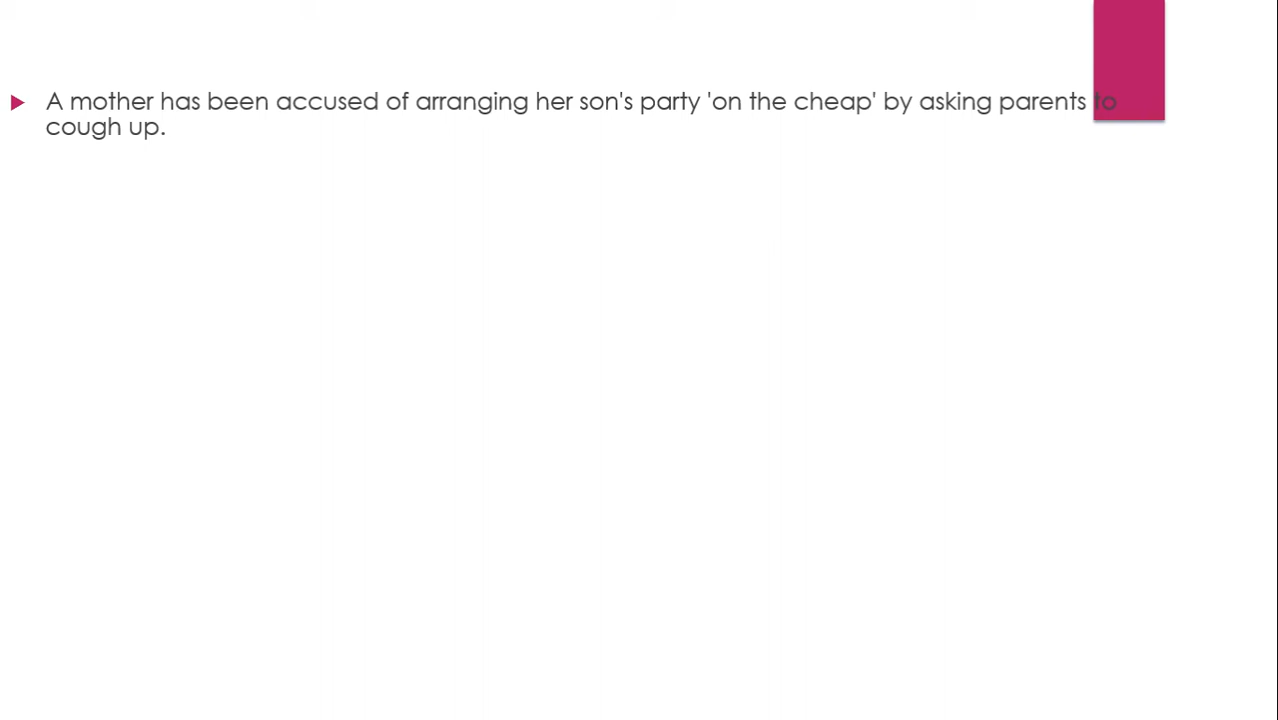 A mother has been accused of arranging her son's party 'on the cheap' by asking parents to
cough up.